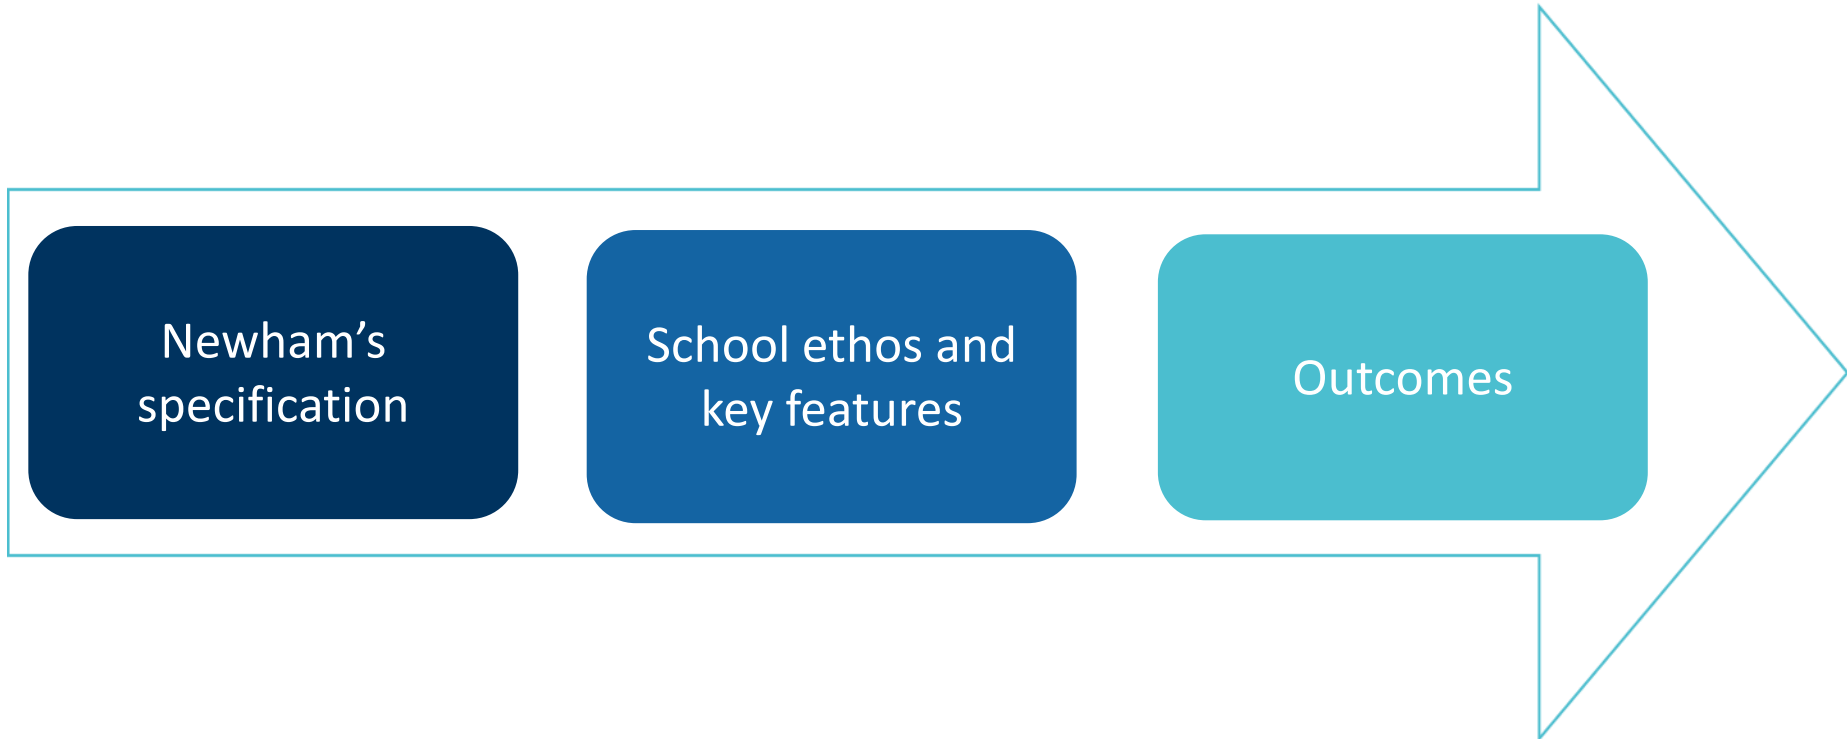 Newham’s
specification
School ethos and
key features
Outcomes